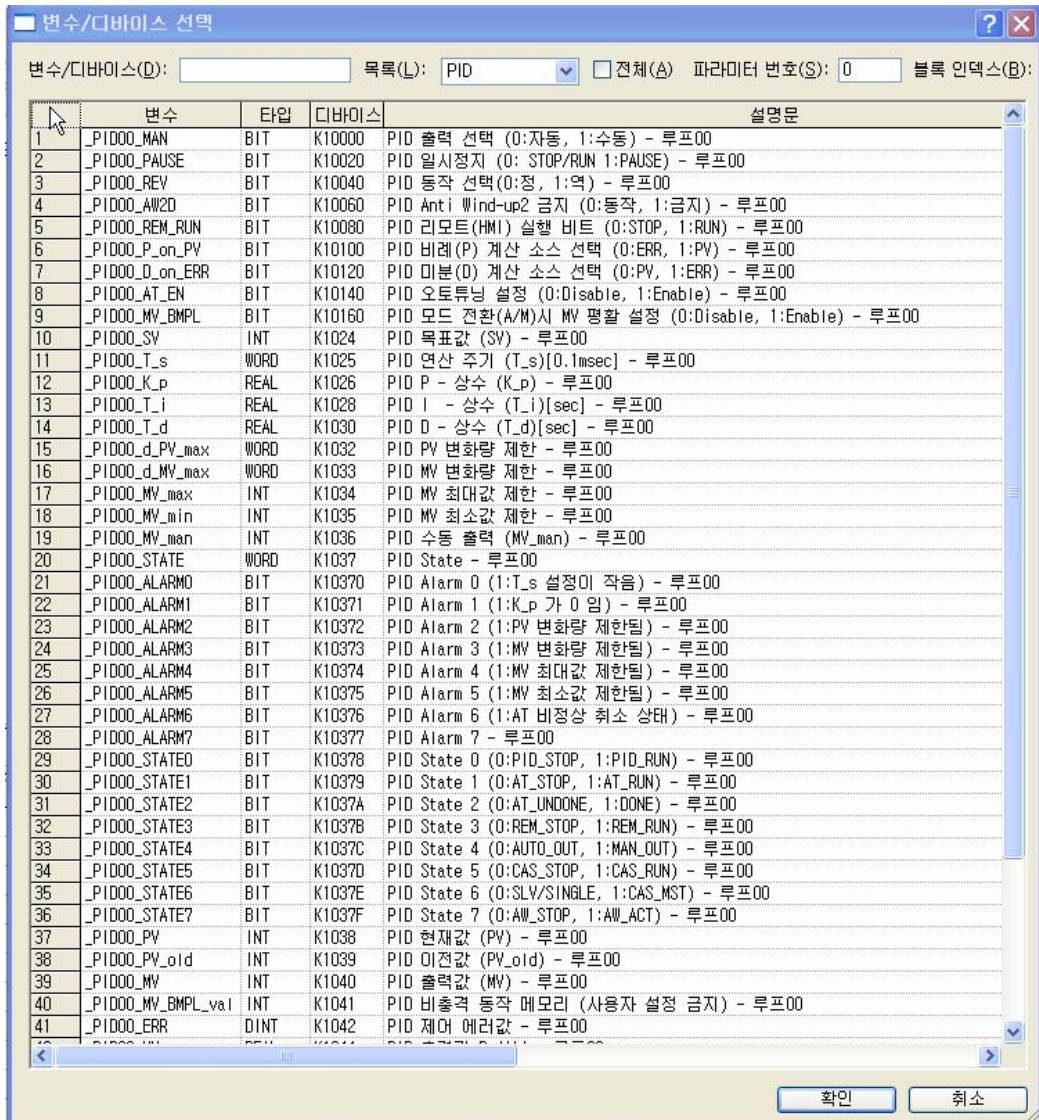 변수/디바이스 선택
변수/디바이스(D): 목록(L): PID 전체(A) 파라미터 번호(S): 0 블록 인덱스(B):
변수 타입 디바이스 설명문
1 _PID00_MAN BIT K10000 PID 출력 선택 (0:자동, 1:수동) - 루프00
2 _PID00_PAUSE BIT K10020 PID 일시정지 (0: STOP/RUN 1:PAUSE) - 루프00
3 _PID00_REV BIT K10040 PID 동작 선택(0:정, 1:역) - 루프00
4 _PID00_AW2D BIT K10060 PID Anti Wind-up2 금지 (0:동작, 1:금지) - 루프00
5 _PID00_REM_RUN BIT K10080 PID 리모트(HMI) 실행 비트 (0:STOP, 1:RUN) - 루프00
6 _PID00_P_on_PV BIT K10100 PID 비례(P) 계산 소스 선택 (0:ERR, 1:PV) - 루프00
7 _PID00_D_on_ERR BIT K10120 PID 미분(D) 계산 소스 선택 (0:PV, 1:ERR) - 루프00
8 _PID00_AT_EN BIT K10140 PID 오토튜닝 설정 (0:Disable, 1:Enable) - 루프00
9 _PID00_MV_BMPL BIT K10160 PID 모드 전환(A/M)시 MV 평활 설정 (0:Disable, 1:Enable) - 루프00
10 _PID00_SV INT K1024 PID 목표값 (SV) - 루프00
11 _PID00_T_s WORD K1025 PID 연산 주기 (T_s)[0.1msec] - 루프00
12 _PID00_K_p REAL K1026 PID P - 상수 (K_p) - 루프00
13 _PID00_T_i REAL K1028 PID I - 상수 (T_i)[sec] - 루프00
14 _PID00_T_d REAL K1030 PID D - 상수 (T_d)[sec] - 루프00
15 _PID00_d_PV_max WORD K1032 PID PV 변화량 제한 - 루프00
16 _PID00_d_MV_max WORD K1033 PID MV 변화량 제한 - 루프00
17 _PID00_MV_max INT K1034 PID MV 최대값 제한 - 루프00
18 _PID00_MV_min INT K1035 PID MV 최소값 제한 - 루프00
19 _PID00_MV_man INT K1036 PID 수동 출력 (MV_man) - 루프00
20 _PID00_STATE WORD K1037 PID State - 루프00
21 _PID00_ALARM0 BIT K10370 PID Alarm 0 (1:T_s 설정이 작음) - 루프00
22 _PID00_ALARM1 BIT K10371 PID Alarm 1 (1:K_p 가 0 임) - 루프00
23 _PID00_ALARM2 BIT K10372 PID Alarm 2 (1:PV 변화량 제한됨) - 루프00
24 _PID00_ALARM3 BIT K10373 PID Alarm 3 (1:MV 변화량 제한됨) - 루프00
25 _PID00_ALARM4 BIT K10374 PID Alarm 4 (1:MV 최대값 제한됨) - 루프00
26 _PID00_ALARM5 BIT K10375 PID Alarm 5 (1:MV 최소값 제한됨) - 루프00
27 _PID00_ALARM6 BIT K10376 PID Alarm 6 (1:AT 비정상 취소 상태) - 루프00
28 _PID00_ALARM7 BIT K10377 PID Alarm 7 - 루프00
29 _PID00_STATE0 BIT K10378 PID State 0 (0:PID_STOP, 1:PID_RUN) - 루프00
30 _PID00_STATE1 BIT K10379 PID State 1 (0:AT_STOP, 1:AT_RUN) - 루프00
31 _PID00_STATE2 BIT K1037A PID State 2 (0:AT_UNDONE, 1:DONE) - 루프00
32 _PID00_STATE3 BIT K1037B PID State 3 (0:REM_STOP, 1:REM_RUN) - 루프00
33 _PID00_STATE4 BIT K1037C PID State 4 (0:AUTO_OUT, 1:MAN_OUT) - 루프00
34 _PID00_STATE5 BIT K1037D PID State 5 (0:CAS_STOP, 1:CAS_RUN) - 루프00
35 _PID00_STATE6 BIT K1037E PID State 6 (0:SLV/SINGLE, 1:CAS_MST) - 루프00
36 _PID00_STATE7 BIT K1037F PID State 7 (0:AW_STOP, 1:AW_ACT) - 루프00
37 _PID00_PV INT K1038 PID 현재값 (PV) - 루프00
38 _PID00_PV_old INT K1039 PID 이전값 (PV_old) - 루프00
39 _PID00_MV INT K1040 PID 출력값 (MV) - 루프00
40 _PID00_MV_BMPL_val INT K1041 PID 비충격 동작 메모리 (사용자 설정 금지) - 루프00
41 _PID00_ERR DINT K1042 PID 제어 에러값 - 루프00
확인 취소